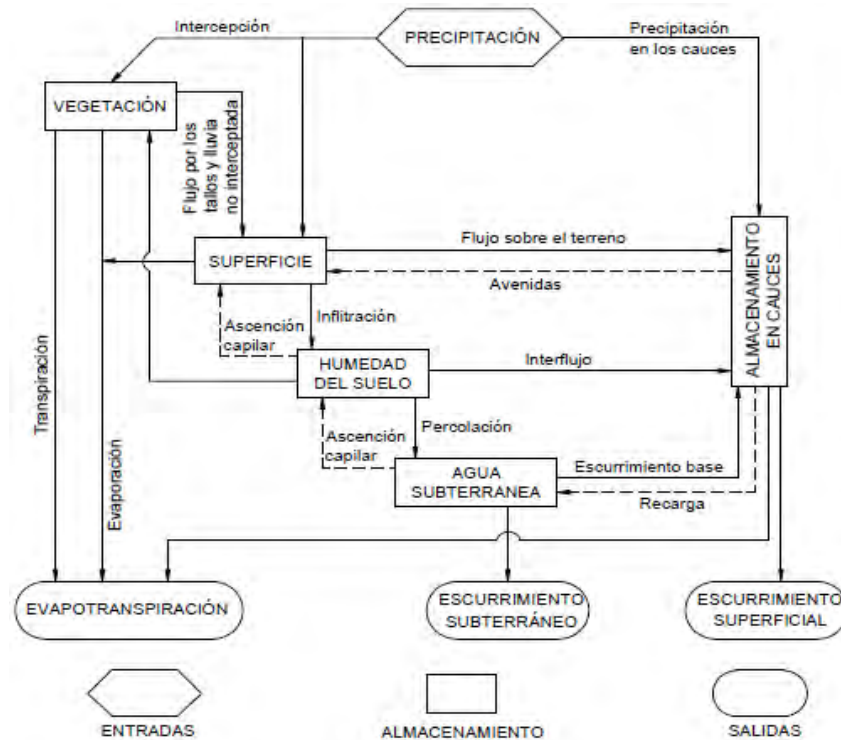 Intercepción
PRECIPITACIÓN
Precipitación
en los cauces
VEGETACIÓN
Flujo por los
tallos y lluvia
no interceptada
SUPERFICIE
Flujo sobre el terreno
Avenidas
ALMACENAMIENTO
EN CAUCES
Inflitración
Ascención
capilar
HUMEDAD
DEL SUELO
Interflujo
Transpiración
Evaporación
Percolación
Ascención
capilar
AGUA
SUBTERRANEA
Escurrimiento base
Recarga
EVAPOTRANSPIRACIÓN
ESCURRIMIENTO
SUBTERRÁNEO
ESCURRIMIENTO
SUPERFICIAL
ENTRADAS
ALMACENAMIENTO
SALIDAS